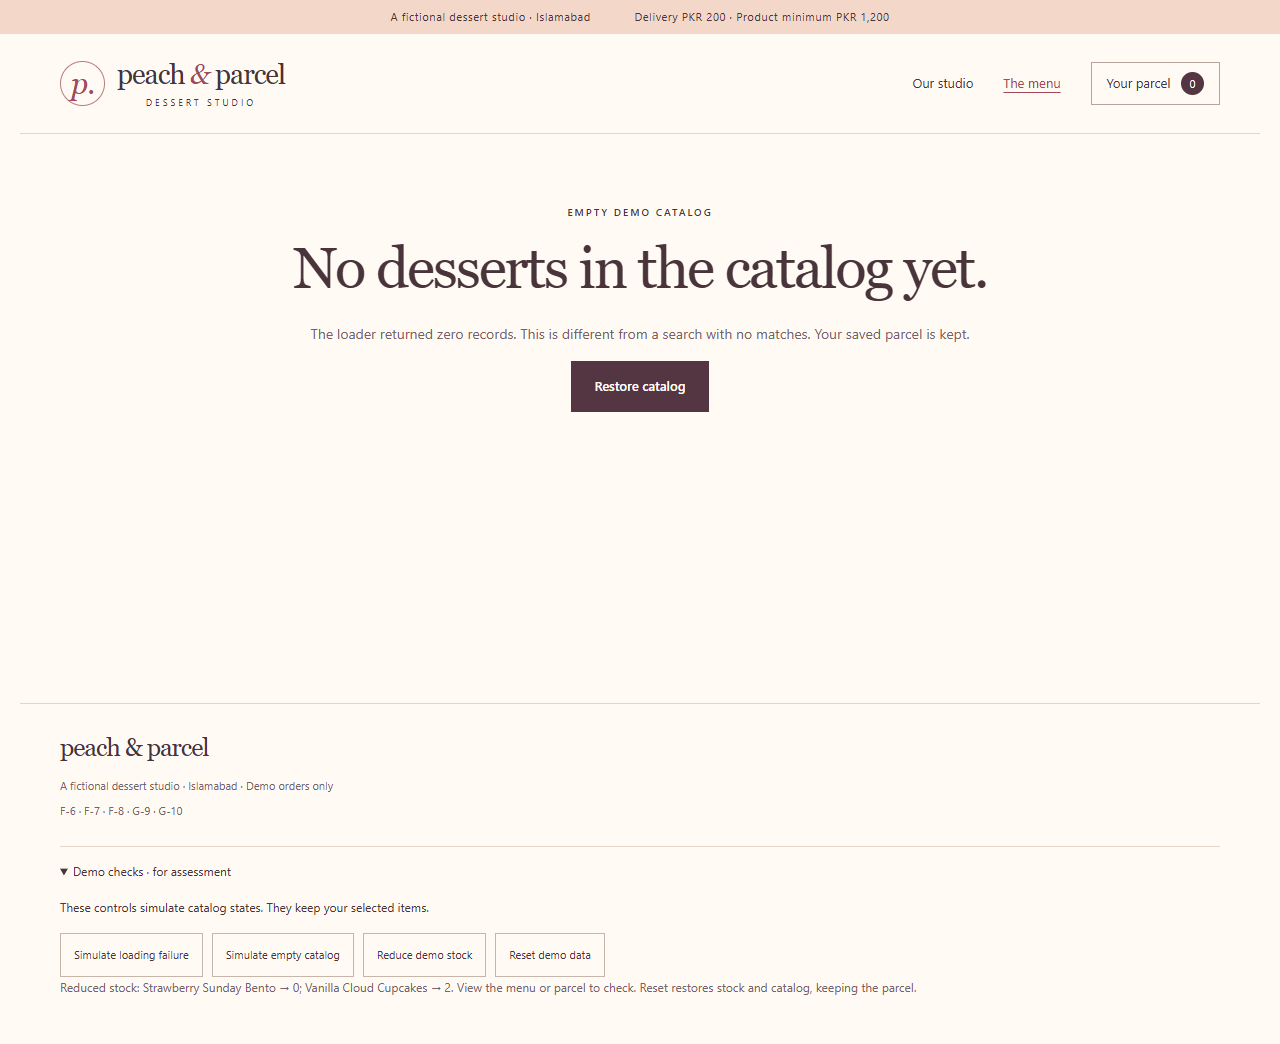 A fictional dessert studio · Islamabad
Delivery PKR 200 · Product minimum PKR 1,200
p.
peach & parcel
DESSERT STUDIO
Our studio
The menu
Your parcel 0
EMPTY DEMO CATALOG
No desserts in the catalog yet.
The loader returned zero records. This is different from a search with no matches. Your saved parcel is kept.
Restore catalog
peach & parcel
A fictional dessert studio · Islamabad · Demo orders only
F-6 · F-7 · F-8 · G-9 · G-10
▼ Demo checks · for assessment
These controls simulate catalog states. They keep your selected items.
Simulate loading failure
Simulate empty catalog
Reduce demo stock
Reset demo data
Reduced stock: Strawberry Sunday Bento → 0; Vanilla Cloud Cupcakes → 2. View the menu or parcel to check. Reset restores stock and catalog, keeping the parcel.